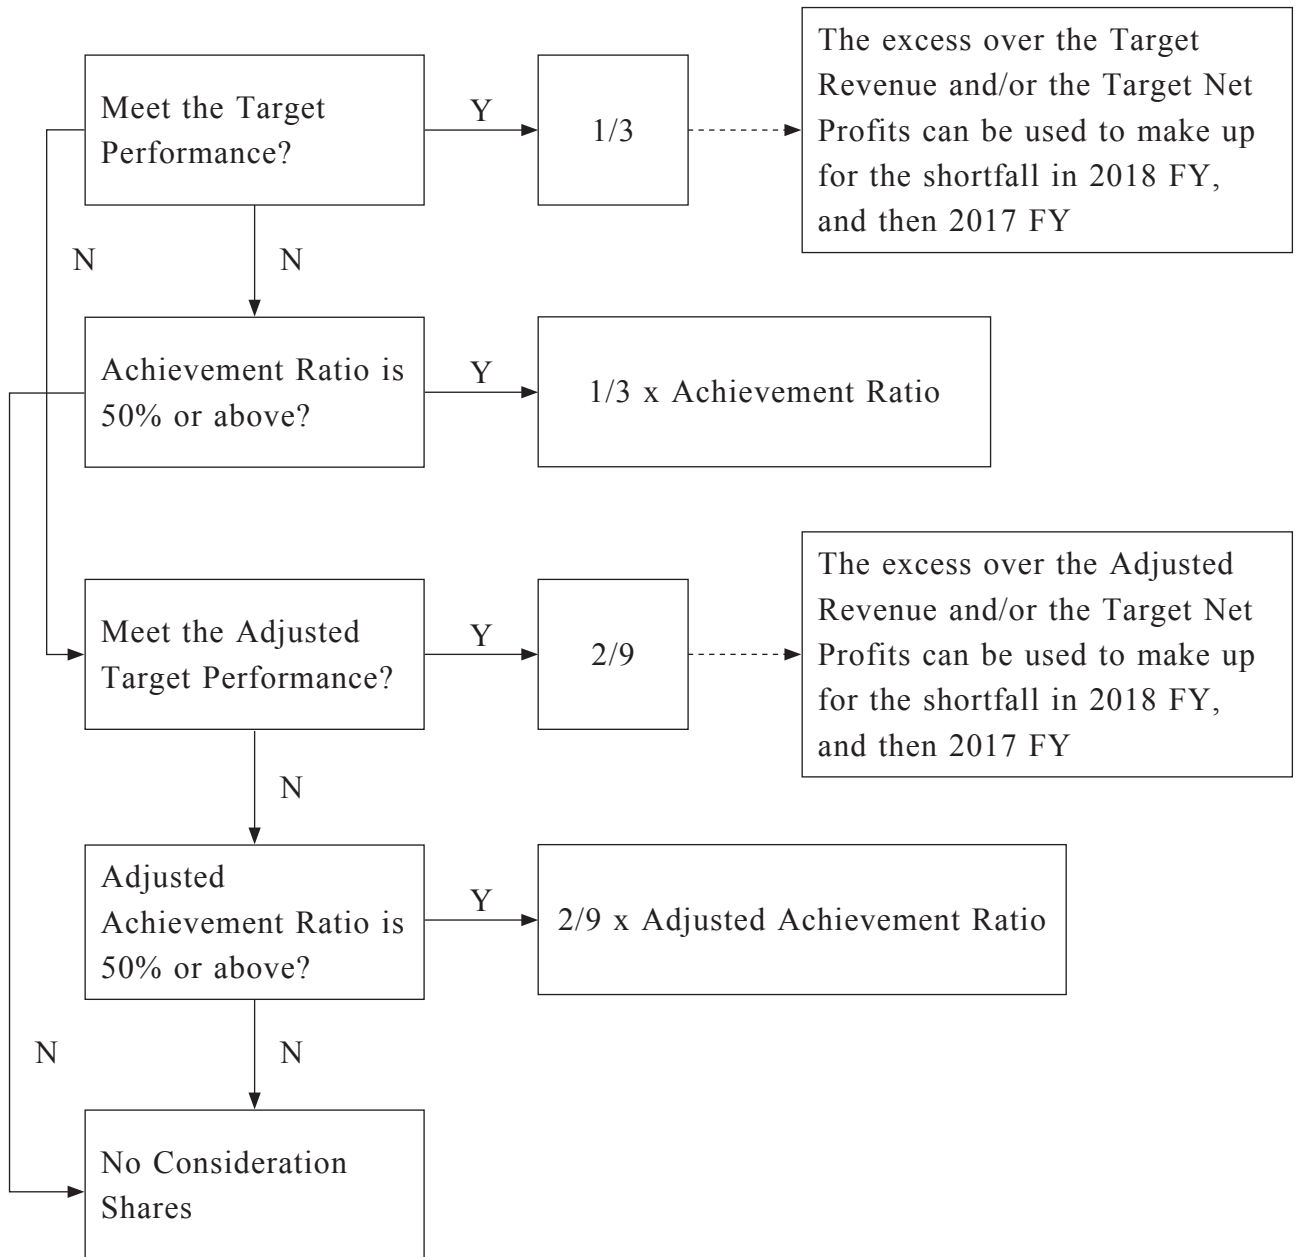 Meet the Target
Performance?
Y
1/3
The excess over the Target
Revenue and/or the Target Net
Profits can be used to make up
for the shortfall in 2018 FY,
and then 2017 FY
N
N
Achievement Ratio is
50% or above?
Y
1/3 x Achievement Ratio
Meet the Adjusted
Target Performance?
Y
2/9
The excess over the Adjusted
Revenue and/or the Target Net
Profits can be used to make up
for the shortfall in 2018 FY,
and then 2017 FY
N
Adjusted
Achievement Ratio is
50% or above?
Y
2/9 x Adjusted Achievement Ratio
N
N
No Consideration
Shares